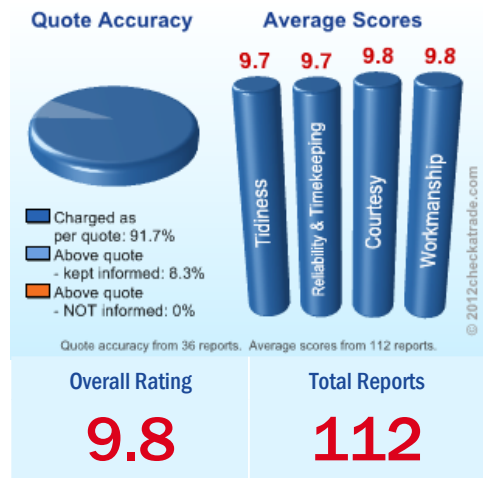 Quote Accuracy
Average Scores
9.7
9.7
9.8
9.8
Tidiness
Reliability & Timekeeping
Courtesy
Workmanship
Charged as
per quote: 91.7%
Above quote
- kept informed: 8.3%
Above quote
- NOT informed: 0%
© 2012checkatrade.com
Quote accuracy from 36 reports. Average scores from 112 reports.
Overall Rating
Total Reports
9.8
112